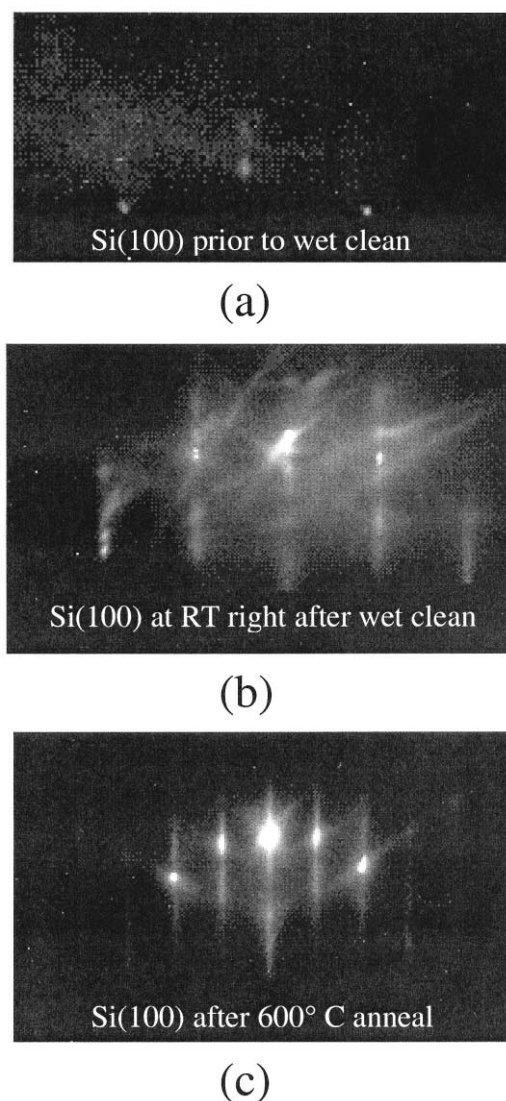 Si(100) prior to wet clean
(a)
Si(100) at RT right after wet clean
(b)
Si(100) after 600° C anneal
(c)